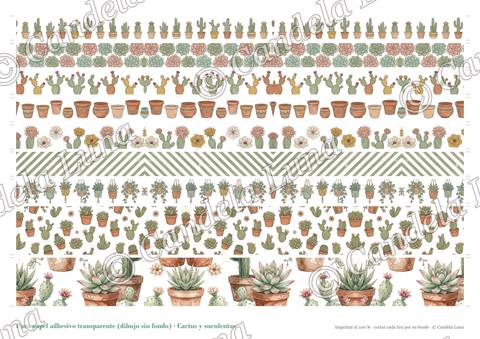 © Candela Luna
papel adhesivo transparente (dibujo sin fondo) · Cactus y suculentas
Imprimir al 100 % · cortar cada tira por su borde · © Candela Luna